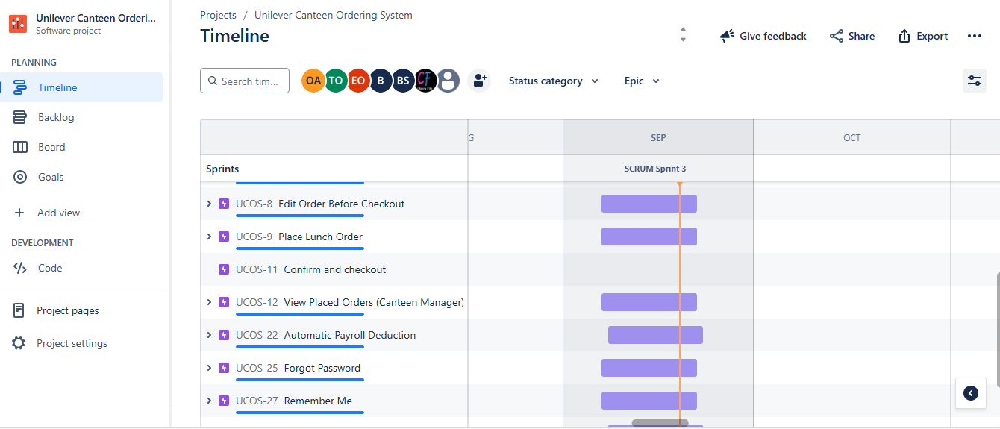 Unilever Canteen Orderi...
Software project
PLANNING
Timeline
Backlog
Board
Goals
Add view
DEVELOPMENT
Code
Project pages
Project settings
Projects / Unilever Canteen Ordering System
Timeline
Give feedback
Share
Export
Search tim...
OA TO EO B BS CF
Status category
Epic
G SEP OCT
Sprints SCRUM Sprint 3
UCOS-8 Edit Order Before Checkout
UCOS-9 Place Lunch Order
UCOS-11 Confirm and checkout
UCOS-12 View Placed Orders (Canteen Manager)
UCOS-22 Automatic Payroll Deduction
UCOS-25 Forgot Password
UCOS-27 Remember Me